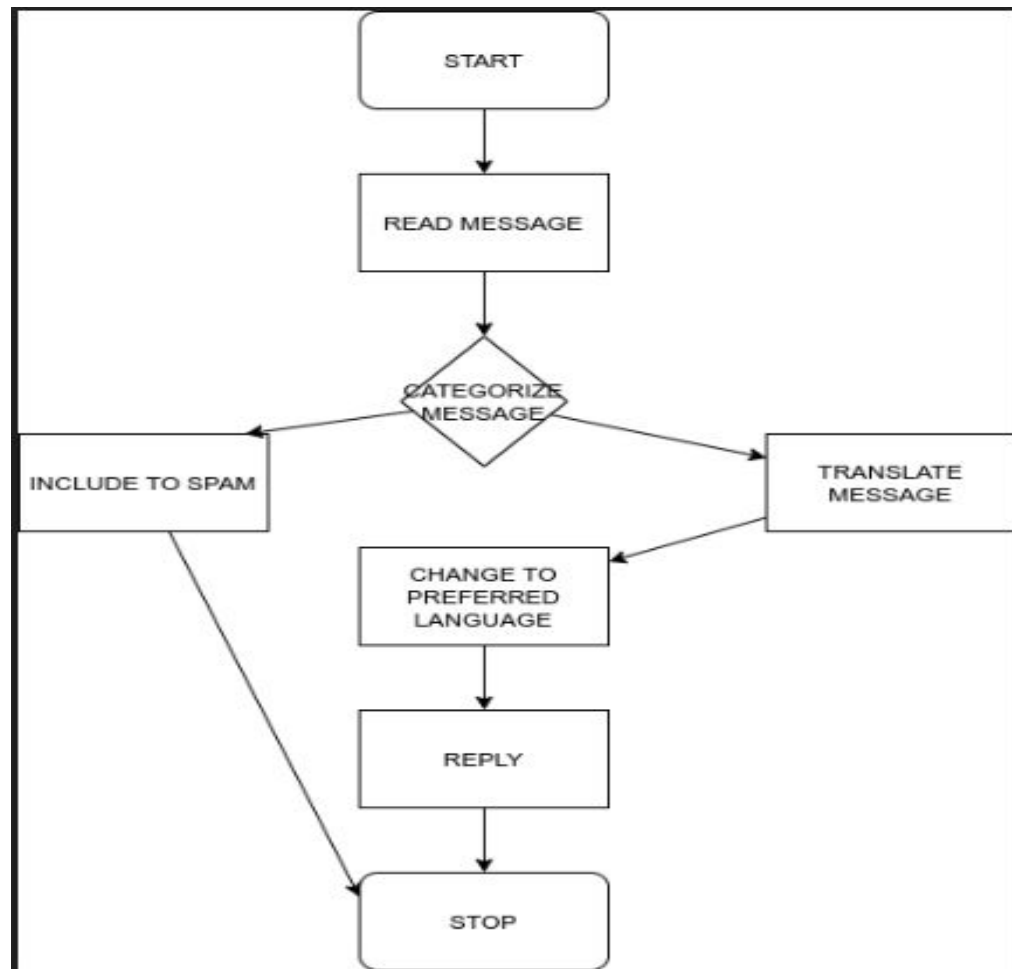 START
READ MESSAGE
CATEGORIZE
MESSAGE
INCLUDE TO SPAM
TRANSLATE
MESSAGE
CHANGE TO
PREFERRED
LANGUAGE
REPLY
STOP